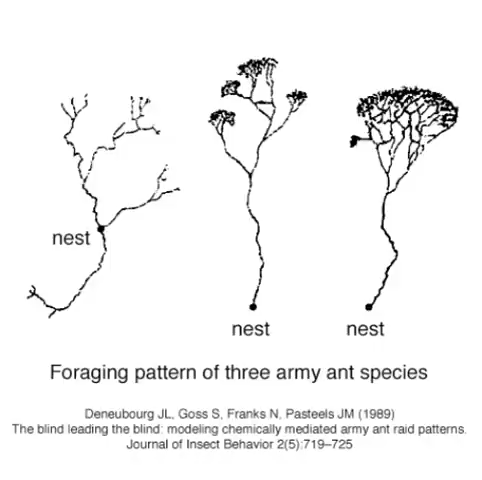 nest
nest
nest
Foraging pattern of three army ant species
Deneubourg JL, Goss S, Franks N, Pasteels JM (1989)
The blind leading the blind: modeling chemically mediated army ant raid patterns.
Journal of Insect Behavior 2(5):719–725